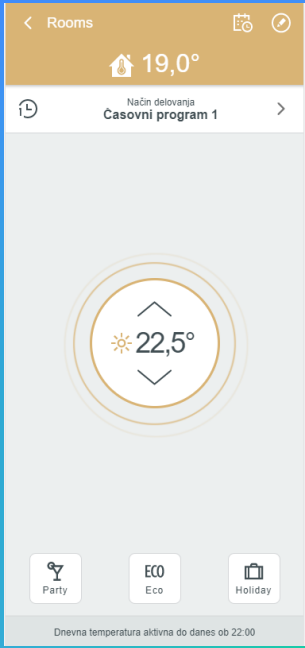 Rooms
19,0°
Način delovanja
Časovni program 1
22,5°
Party
ECO
Eco
Holiday
Dnevna temperatura aktivna do danes ob 22:00